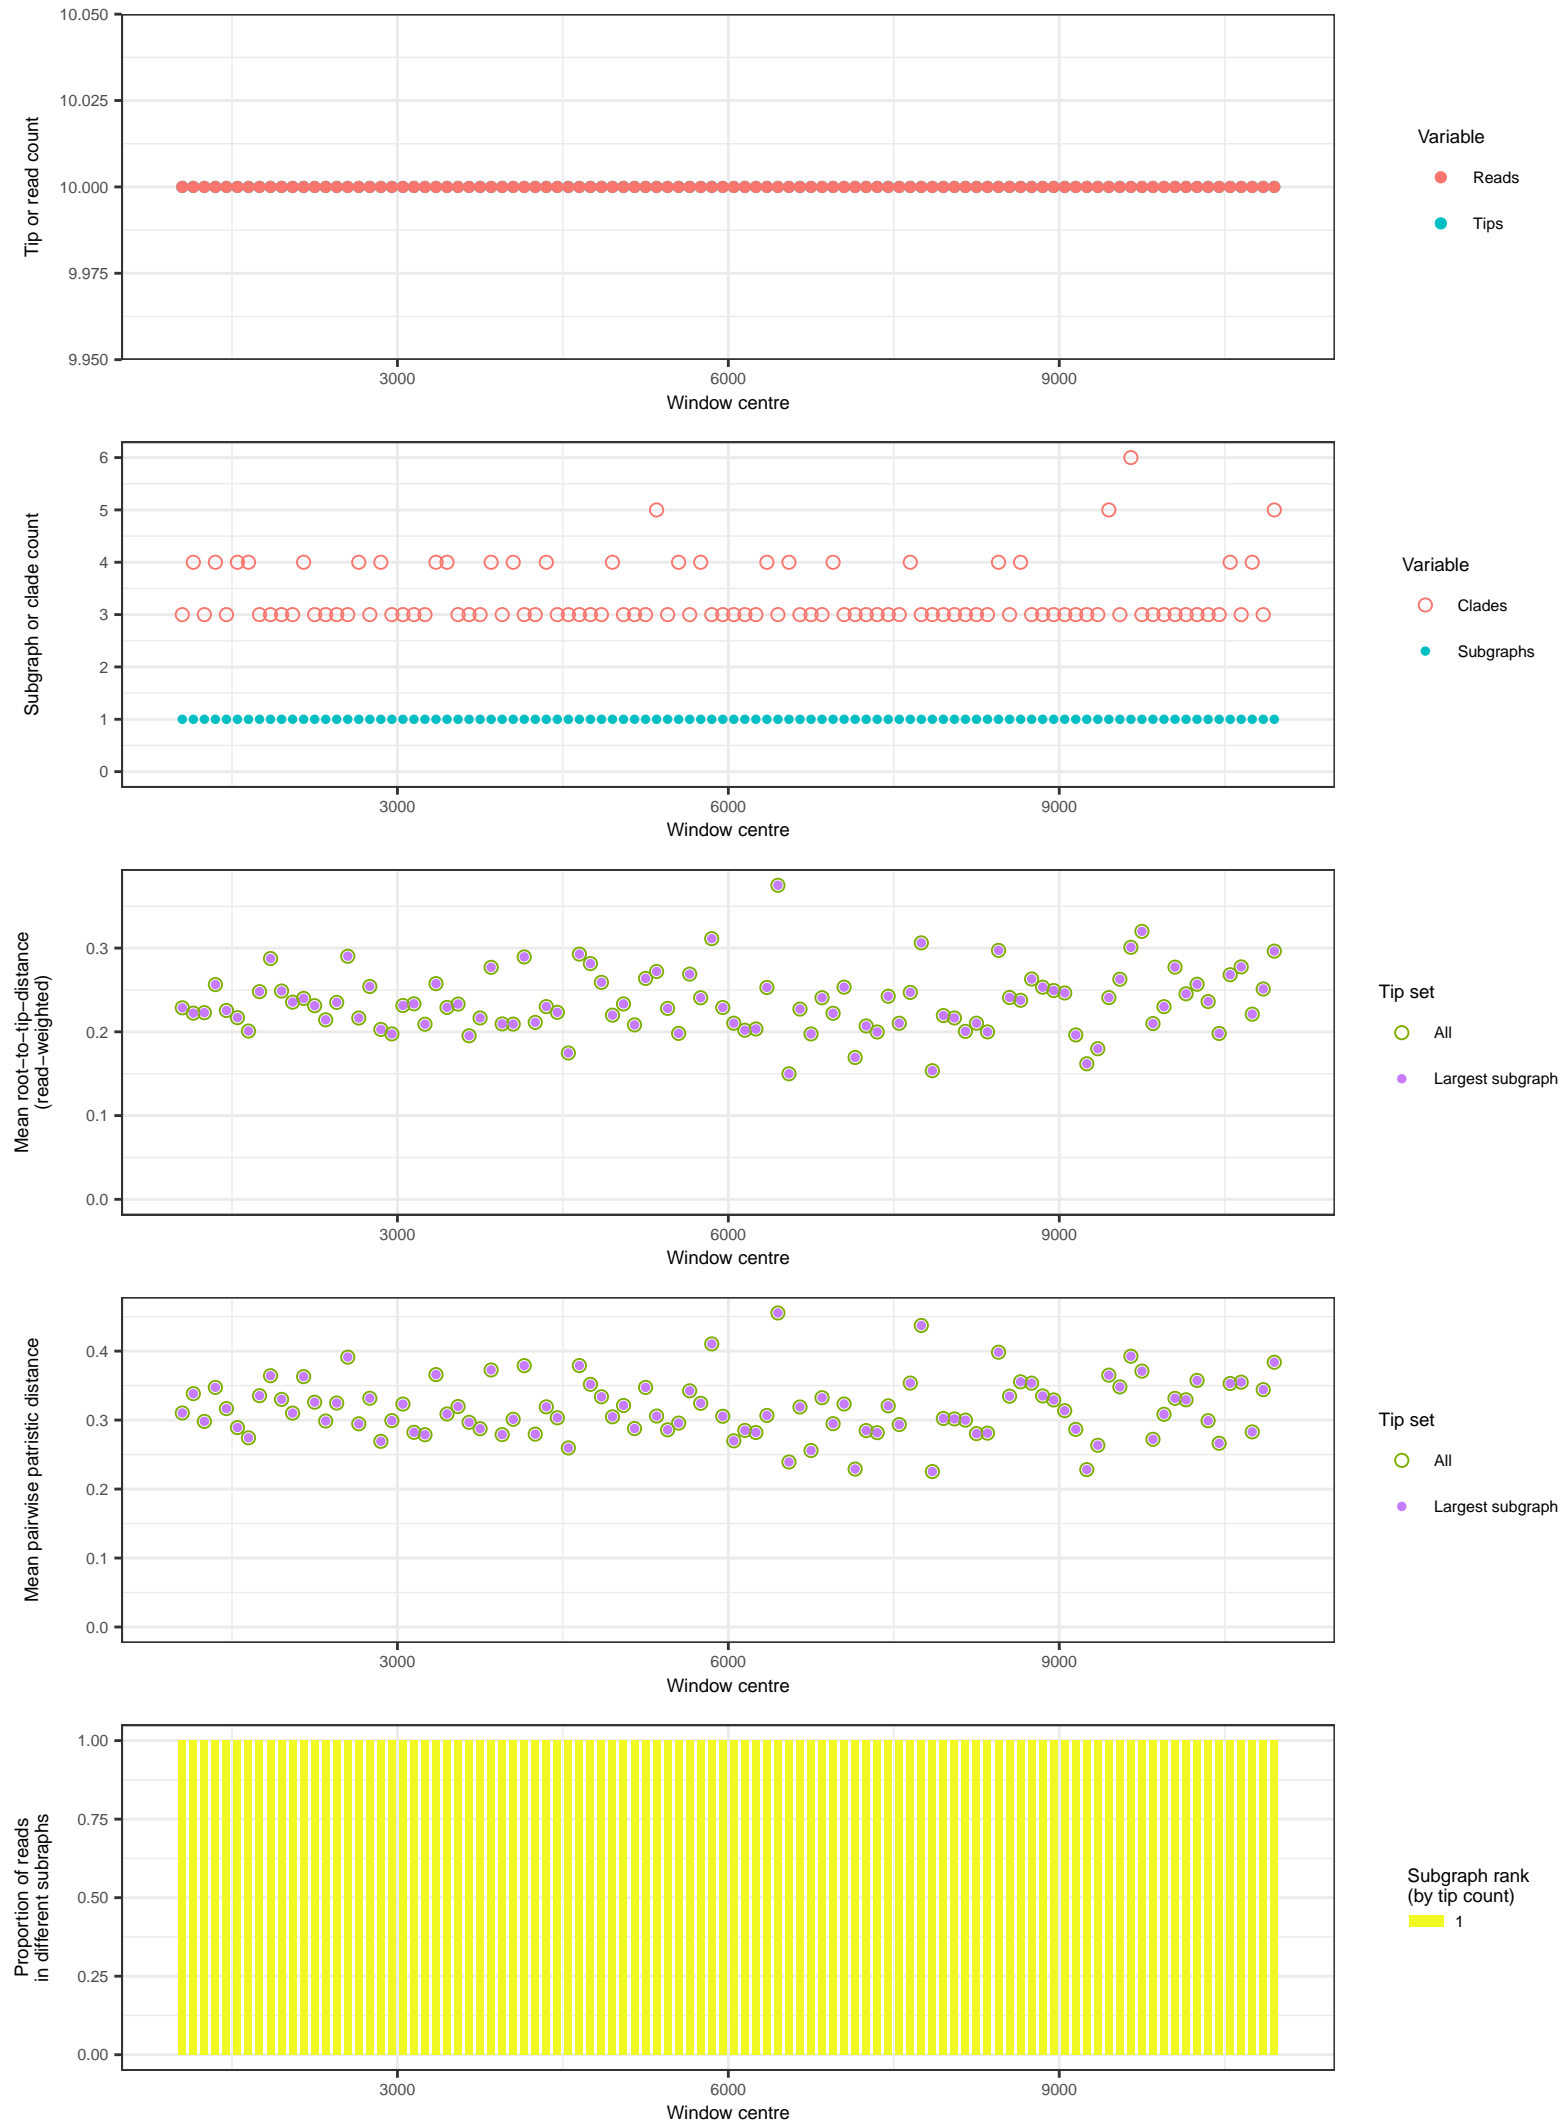 10.050
10.025
10.000
9.975
9.950
Tip or read count
3000 6000 9000
Window centre
Variable
Reads
Tips
6
5
4
3
2
1
0
Subgraph or clade count
3000 6000 9000
Window centre
Variable
Clades
Subgraphs
0.3
0.2
0.1
0.0
Mean root−to−tip−distance
(read−weighted)
3000 6000 9000
Window centre
Tip set
All
Largest subgraph
0.4
0.3
0.2
0.1
0.0
Mean pairwise patristic distance
3000 6000 9000
Window centre
Tip set
All
Largest subgraph
1.00
0.75
0.50
0.25
0.00
Proportion of reads
in different subraphs
3000 6000 9000
Window centre
Subgraph rank
(by tip count)
1